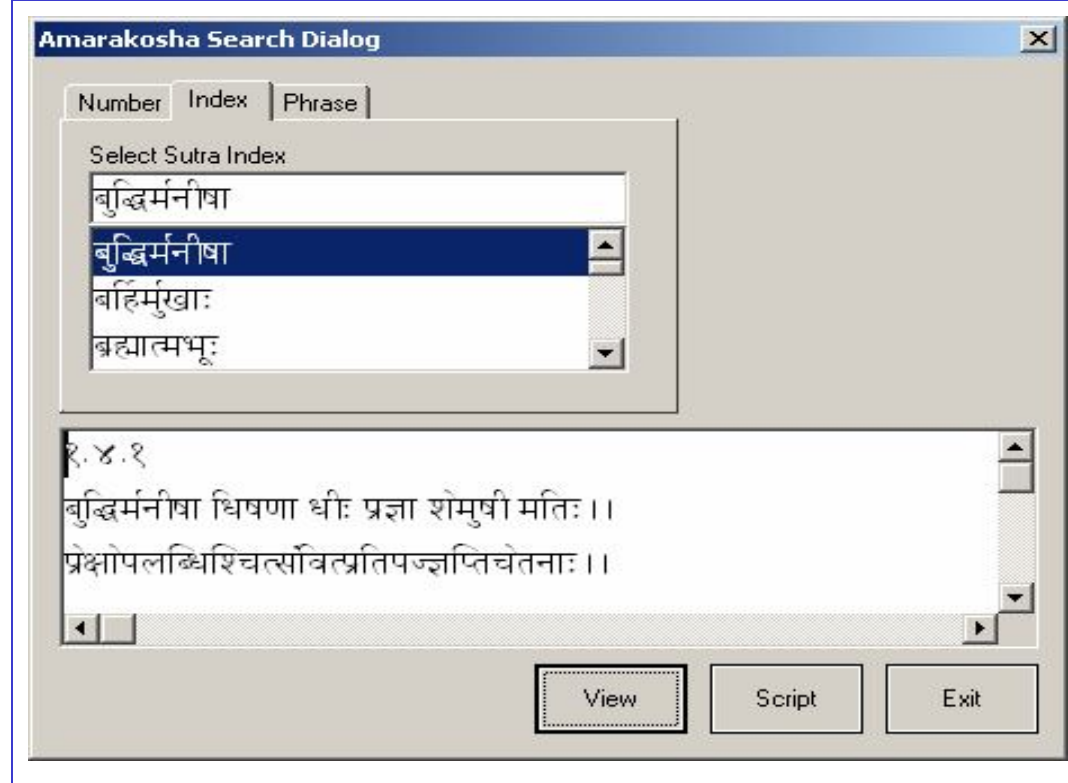 Amarakosha Search Dialog
Number Index Phrase
Select Sutra Index
बुद्धिर्मनीषा
बुद्धिर्मनीषा
बर्हिर्मुखाः
ब्रह्मात्मभूः
१.४.१
बुद्धिर्मनीषा धिषणा धीः प्रज्ञा शेमुषी मतिः।।
प्रेक्षोपलब्धिश्चित्संवित्प्रतिपज्ज्ञप्तिचेतनाः।।
View Script Exit